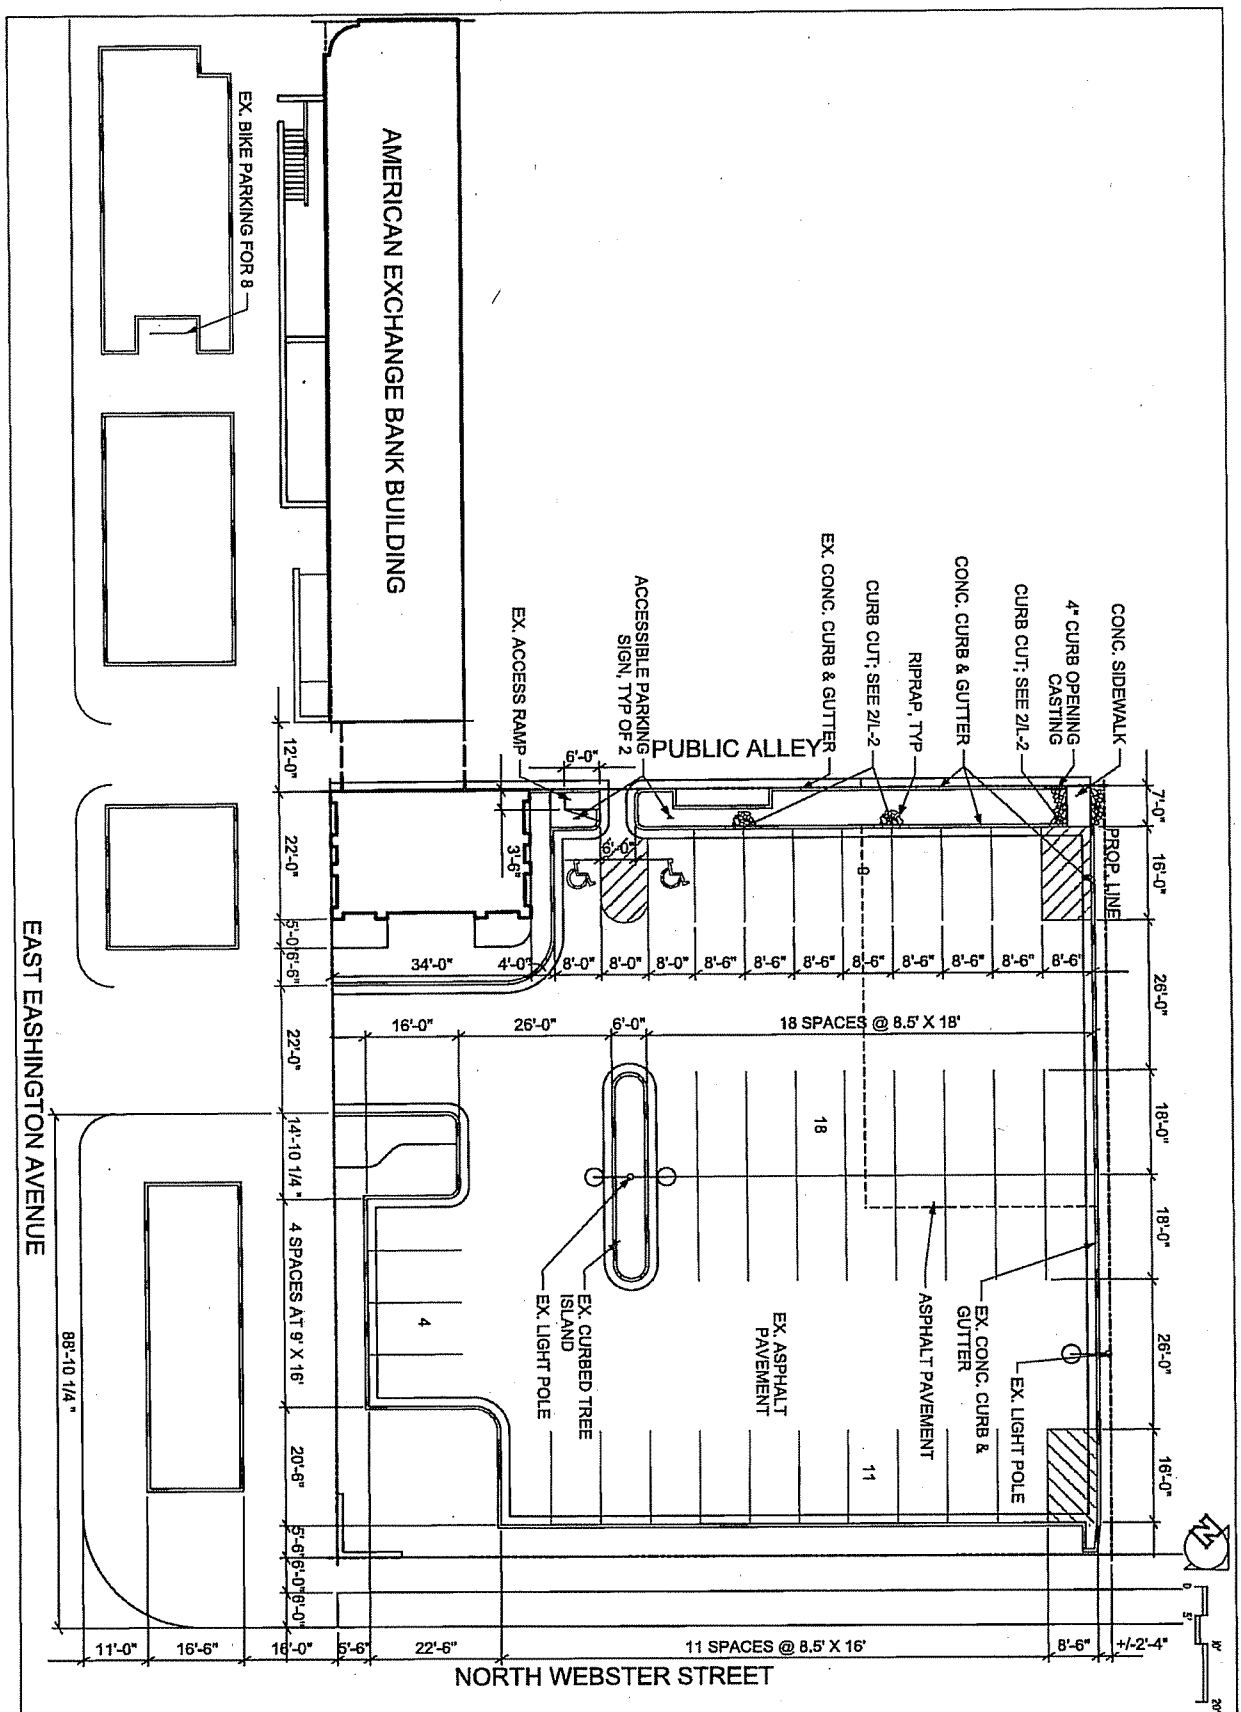 AMERICAN EXCHANGE BANK BUILDING
EX. BIKE PARKING FOR 8
CONC. SIDEWALK
4" CURB OPENING
CASTING
CURB CUT; SEE 2/L-2
CONC. CURB & GUTTER
RIPRAP, TYP
CURB CUT; SEE 2/L-2
EX. CONC. CURB & GUTTER
ACCESSIBLE PARKING
SIGN, TYP OF 2
EX. ACCESS RAMP
PUBLIC ALLEY
6'-0"
6'-0"
3'-6"
PROP. LINE
7'-0"
16'-0"
26'-0"
18'-0"
18'-0"
26'-0"
16'-0"
12'-0"
22'-0"
5'-0"
6'-6"
22'-0"
14'-10 1/4"
4 SPACES AT 9' X 16'
20'-6"
5'-6"
6'-0"
6'-0"
34'-0"
4'-0"
8'-0"
8'-0"
8'-0"
8'-6"
8'-6"
8'-6"
8'-6"
8'-6"
8'-6"
8'-6"
8'-6"
9
16'-0"
26'-0"
6'-0"
18 SPACES @ 8.5' X 18'
18
4
11
EX. LIGHT POLE
EX. CURBED TREE
ISLAND
EX. ASPHALT
PAVEMENT
ASPHALT PAVEMENT
EX. CONC. CURB &
GUTTER
EX. LIGHT POLE
88'-10 1/4"
EAST EASHINGTON AVENUE
11'-0"
16'-6"
16'-0"
5'-6"
22'-6"
11 SPACES @ 8.5' X 16'
8'-6"
+/-2'-4"
NORTH WEBSTER STREET
N
0
5'
10'
20'